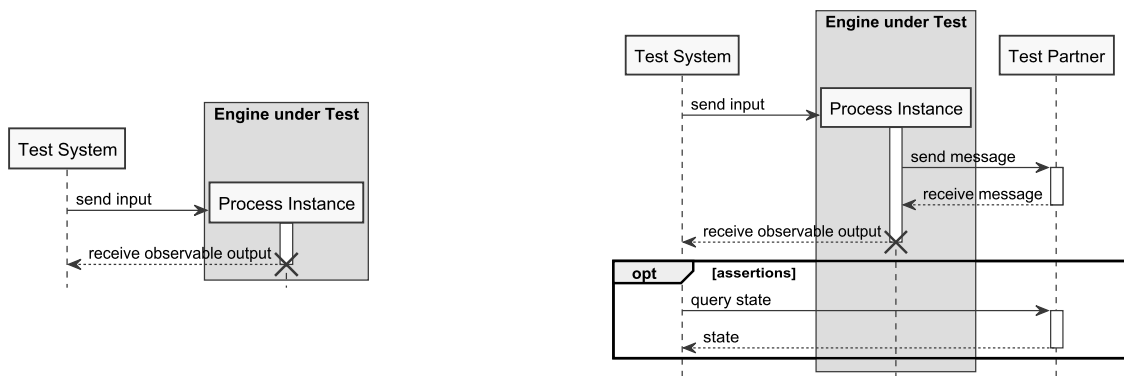 Engine under Test
Test System
send input
Process Instance
receive observable output
Engine under Test
Test System
Test Partner
send input
Process Instance
send message
receive message
receive observable output
opt [assertions]
query state
state